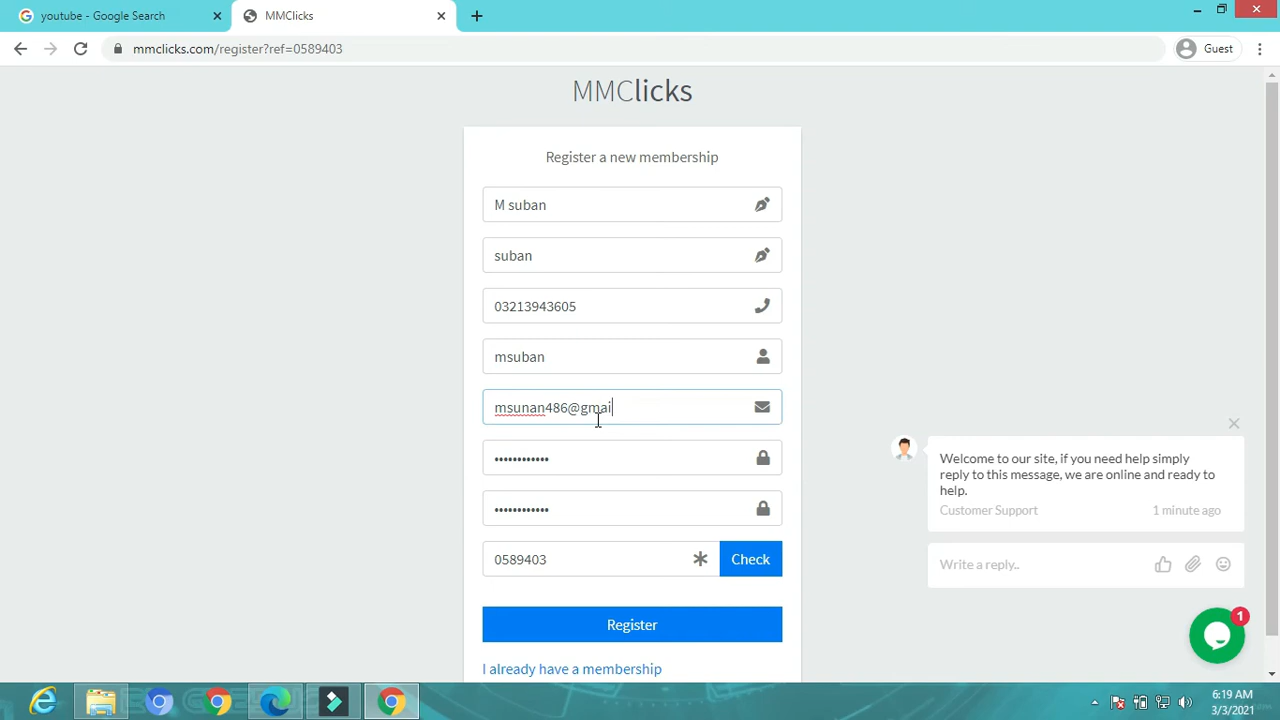 youtube - Google Search
MMClicks
mmclicks.com/register?ref=0589403
Guest
MMClicks
Register a new membership
M suban
suban
03213943605
msuban
msunan486@gmai
••••••••••••
••••••••••••
0589403
Check
Register
I already have a membership
Welcome to our site, if you need help simply
reply to this message, we are online and ready to
help.
Customer Support
1 minute ago
Write a reply..
1
6:19 AM
3/3/2021